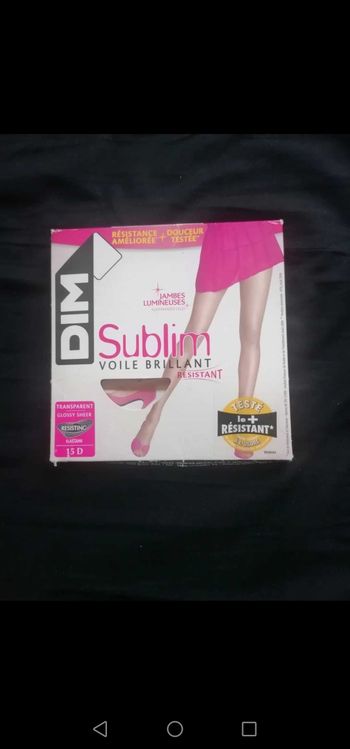 RÉSISTANCE + DOUCEUR
AMÉLIORÉE TESTÉE
DIM
JAMBES
LUMINEUSES
Sublim
VOILE BRILLANT
RÉSISTANT
TRANSPARENT
GLOSSY SHEER
RESISTING
ELASTANE
15 D
TESTÉ
le +
RÉSISTANT*